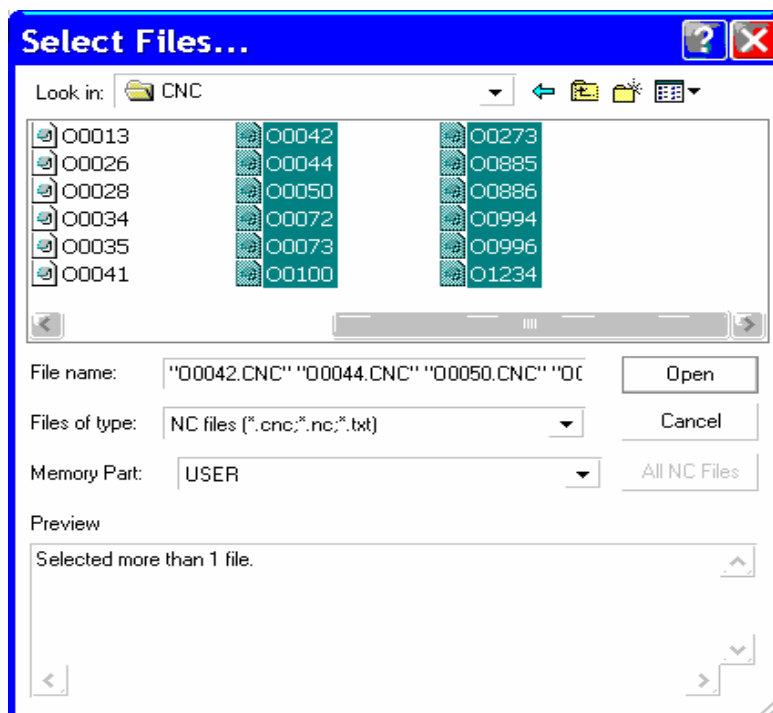 Select Files...
Look in: CNC
O0013 O0042 O0273
O0026 O0044 O0885
O0028 O0050 O0886
O0034 O0072 O0994
O0035 O0073 O0996
O0041 O0100 O1234
File name: "O0042.CNC" "O0044.CNC" "O0050.CNC" "O( Open
Files of type: NC files (*.cnc;*.nc;*.txt) Cancel
Memory Part: USER All NC Files
Preview
Selected more than 1 file.